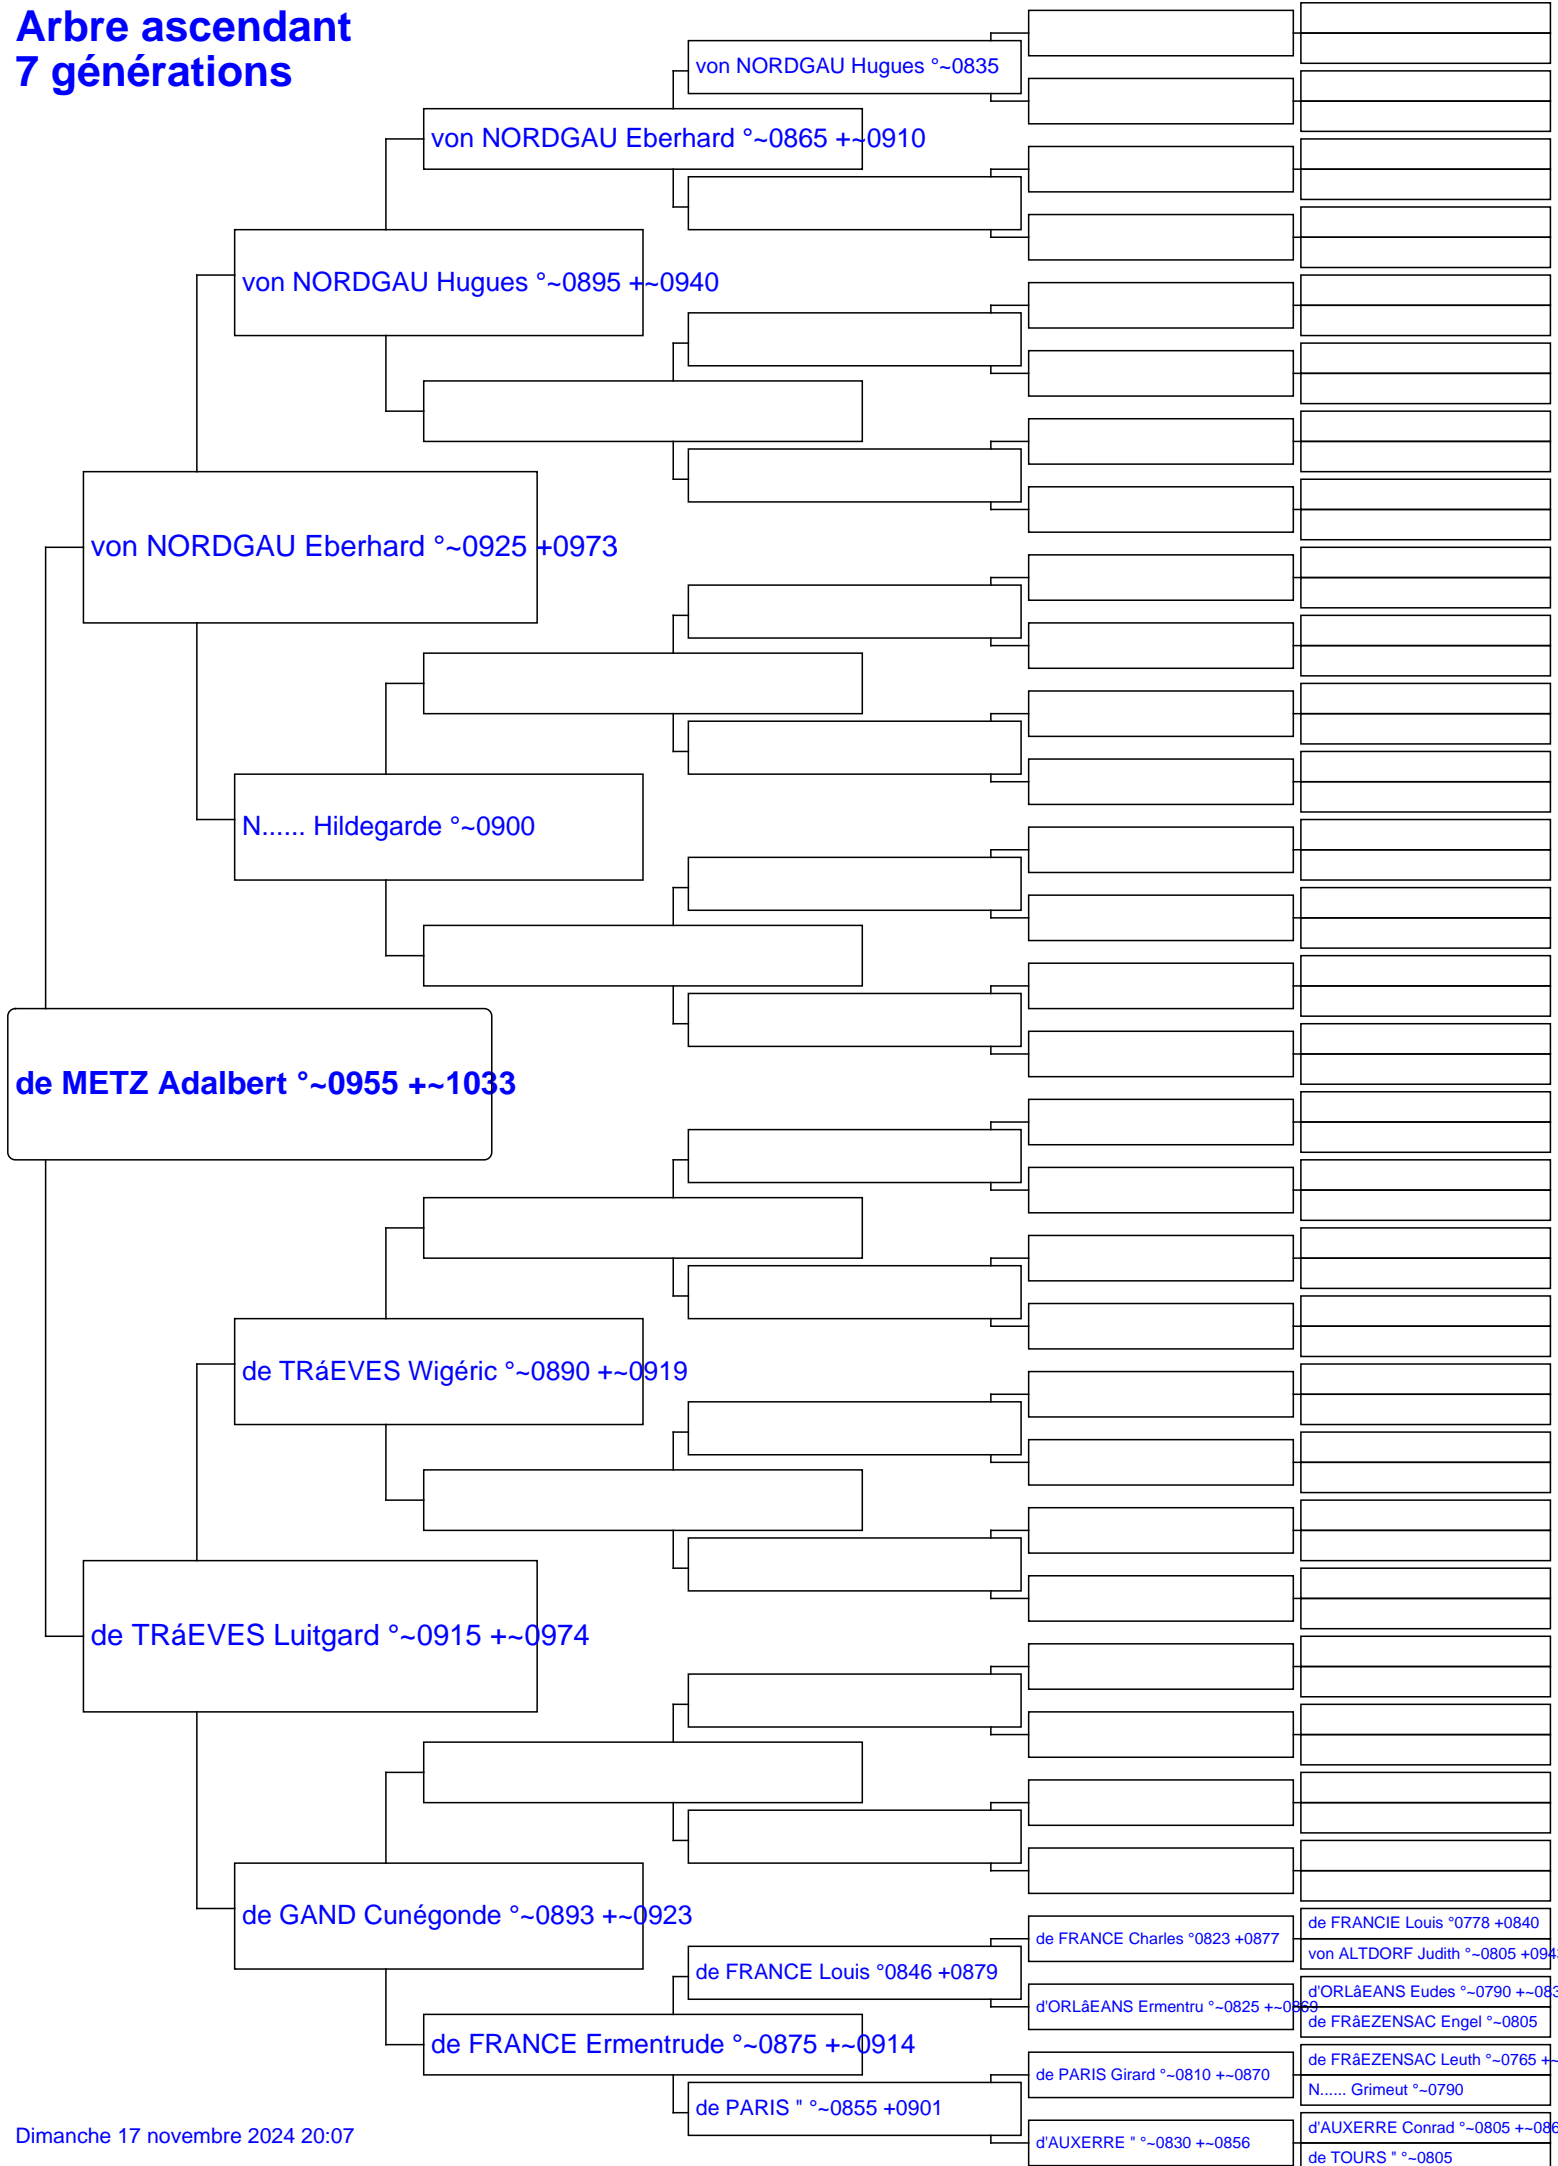 Arbre ascendant
7 générations
von NORDGAU Hugues °~0835
von NORDGAU Eberhard °~0865 +~0910
von NORDGAU Hugues °~0895 +~0940
von NORDGAU Eberhard °~0925 +0973
N...... Hildegarde °~0900
de METZ Adalbert °~0955 +~1033
de TRáEVES Wigéric °~0890 +~0919
de TRáEVES Luitgard °~0915 +~0974
de GAND Cunégonde °~0893 +~0923
de FRANCIE Louis °0778 +0840
de FRANCE Charles °0823 +0877
von ALTDORF Judith °~0805 +094
de FRANCE Louis °0846 +0879
d'ORLâEANS Eudes °~0790 +~083
d'ORLâEANS Ermentru °~0825 +~0869
de FRâEZENSAC Engel °~0805
de FRANCE Ermentrude °~0875 +~0914
de FRâEZENSAC Leuth °~0765 +~
de PARIS Girard °~0810 +~0870
N...... Grimeut °~0790
de PARIS " °~0855 +0901
d'AUXERRE Conrad °~0805 +~086
d'AUXERRE " °~0830 +~0856
de TOURS " °~0805
Dimanche 17 novembre 2024 20:07